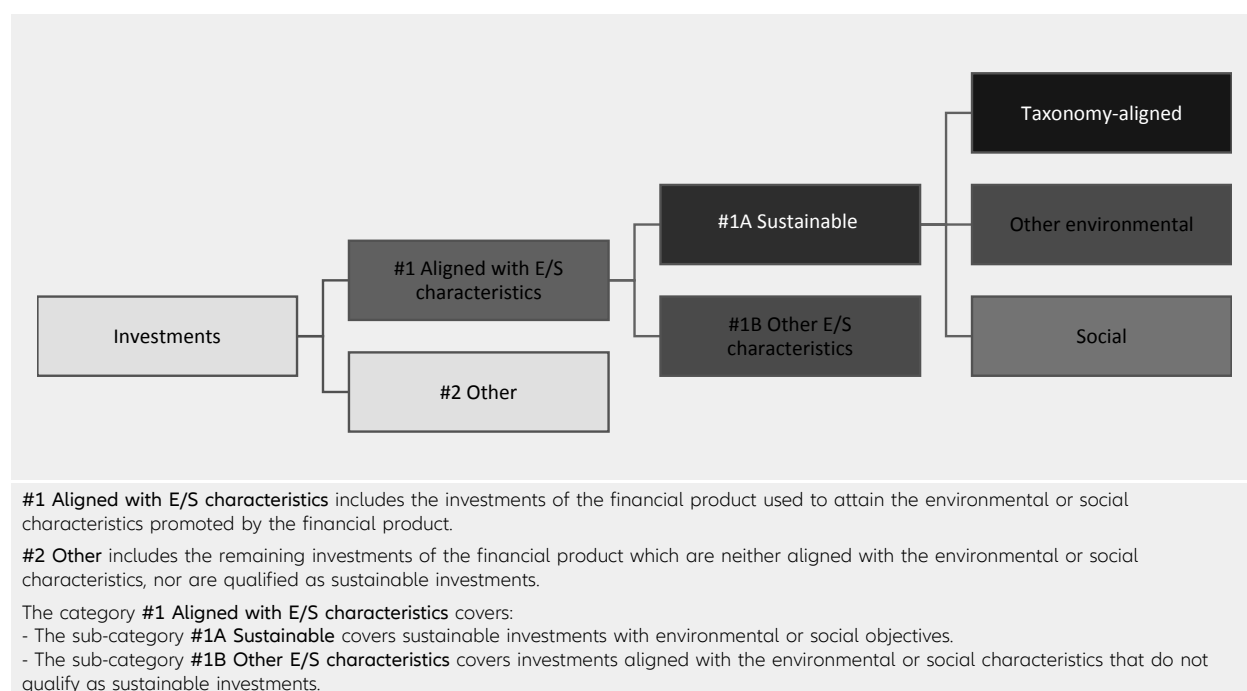 Taxonomy-aligned
#1A Sustainable
Other environmental
#1 Aligned with E/S
characteristics
Investments
#1B Other E/S
characteristics
Social
#2 Other
#1 Aligned with E/S characteristics includes the investments of the financial product used to attain the environmental or social
characteristics promoted by the financial product.
#2 Other includes the remaining investments of the financial product which are neither aligned with the environmental or social
characteristics, nor are qualified as sustainable investments.
The category #1 Aligned with E/S characteristics covers:
- The sub-category #1A Sustainable covers sustainable investments with environmental or social objectives.
- The sub-category #1B Other E/S characteristics covers investments aligned with the environmental or social characteristics that do not
qualify as sustainable investments.